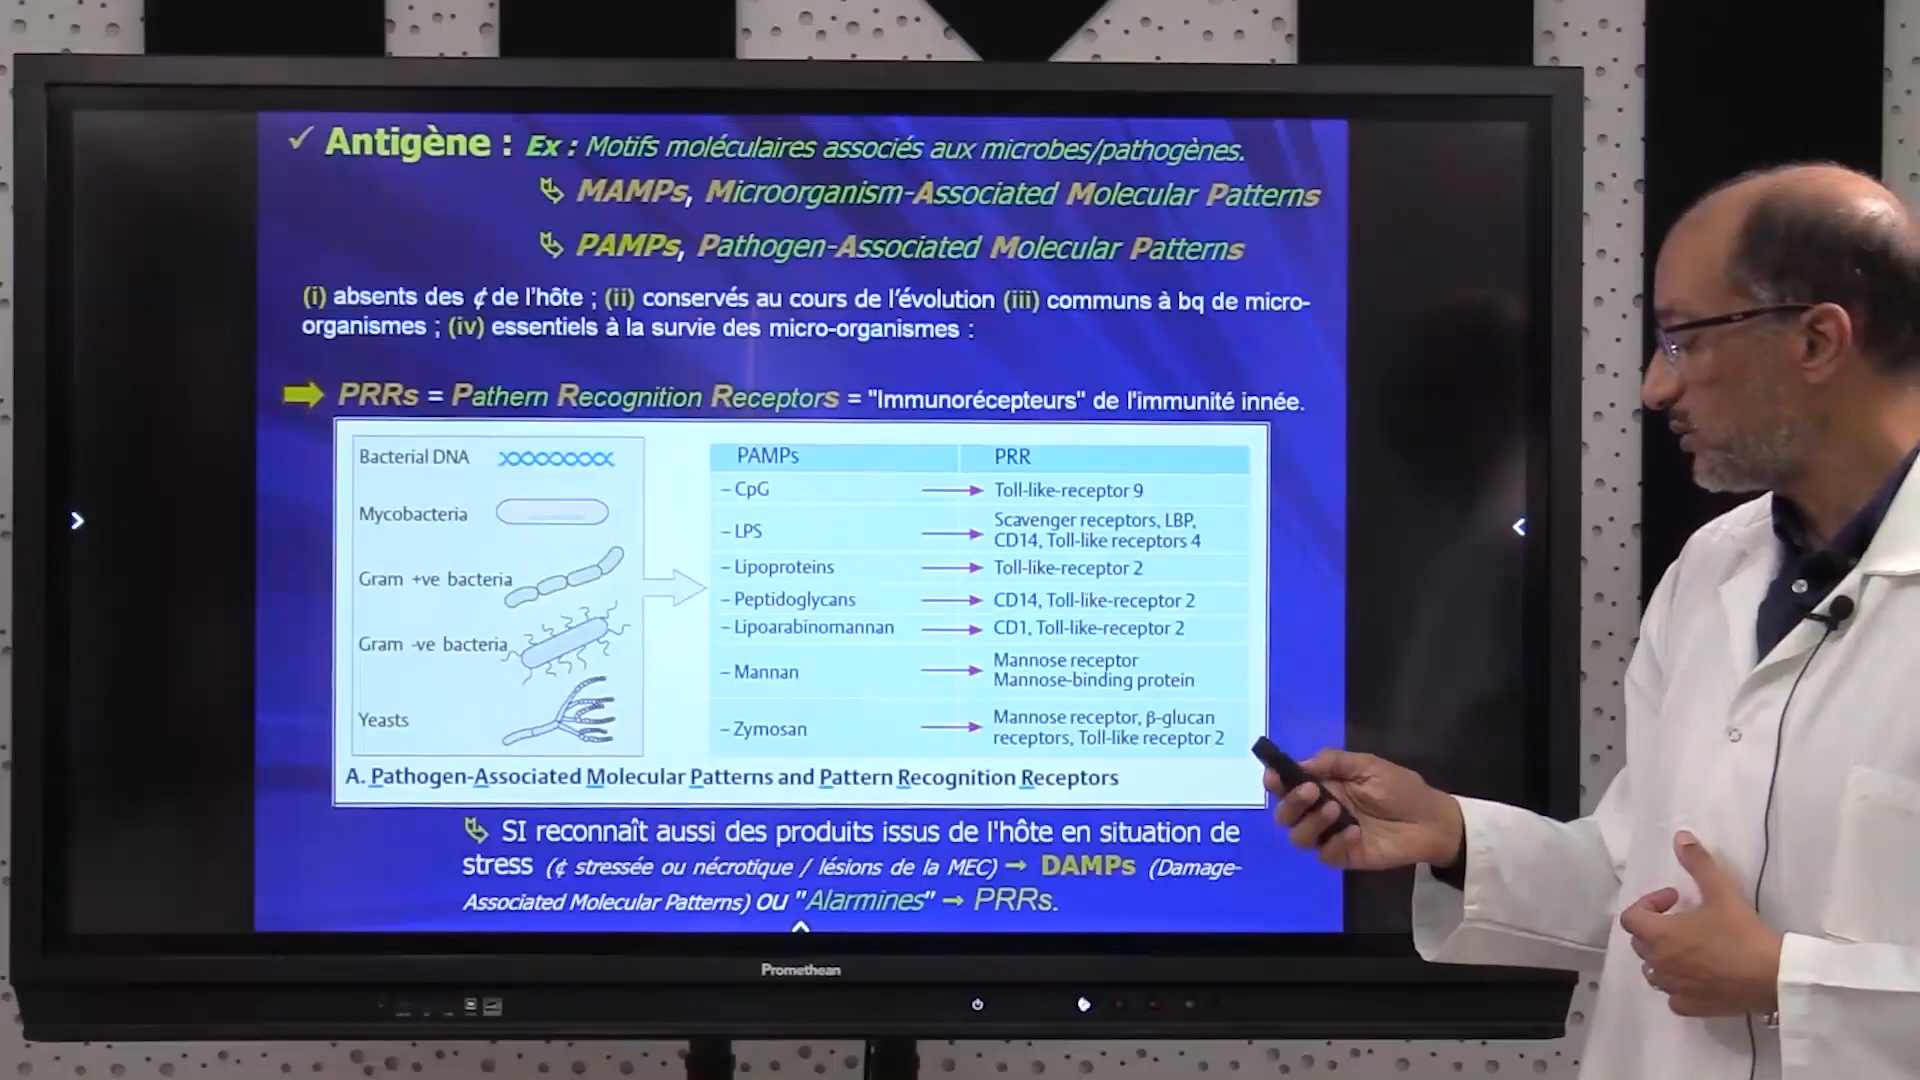 ✓ Antigène : Ex : Motifs moléculaires associés aux microbes/pathogènes.
MAMPs, Microorganism-Associated Molecular Patterns
PAMPs, Pathogen-Associated Molecular Patterns
(i) absents des ¢ de l'hôte ; (ii) conservés au cours de l'évolution (iii) communs à bq de micro-
organismes ; (iv) essentiels à la survie des micro-organismes :
PRRs = Pathern Recognition Receptors = "Immunorécepteurs" de l'immunité innée.
Bacterial DNA
Mycobacteria
Gram +ve bacteria
Gram -ve bacteria
Yeasts
PAMPs PRR
– CpG Toll-like-receptor 9
– LPS Scavenger receptors, LBP,
CD14, Toll-like receptors 4
– Lipoproteins Toll-like-receptor 2
– Peptidoglycans CD14, Toll-like-receptor 2
– Lipoarabinomannan CD1, Toll-like-receptor 2
– Mannan Mannose receptor
Mannose-binding protein
– Zymosan Mannose receptor, β-glucan
receptors, Toll-like receptor 2
A. Pathogen-Associated Molecular Patterns and Pattern Recognition Receptors
SI reconnaît aussi des produits issus de l'hôte en situation de
stress (¢ stressée ou nécrotique / lésions de la MEC) → DAMPs (Damage-
Associated Molecular Patterns) ou "Alarmines" → PRRs.
Promethean